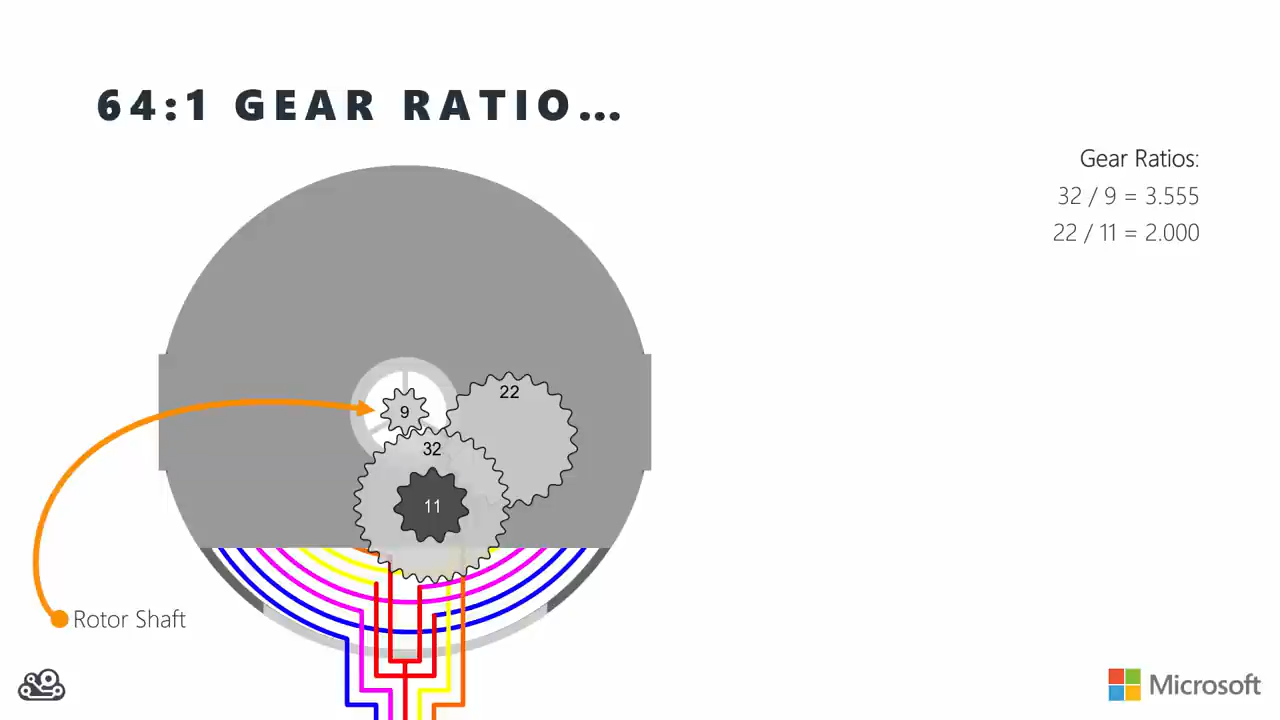 64:1 GEAR RATIO...
Gear Ratios:
32 / 9 = 3.555
22 / 11 = 2.000
22
9
32
11
Rotor Shaft
Microsoft